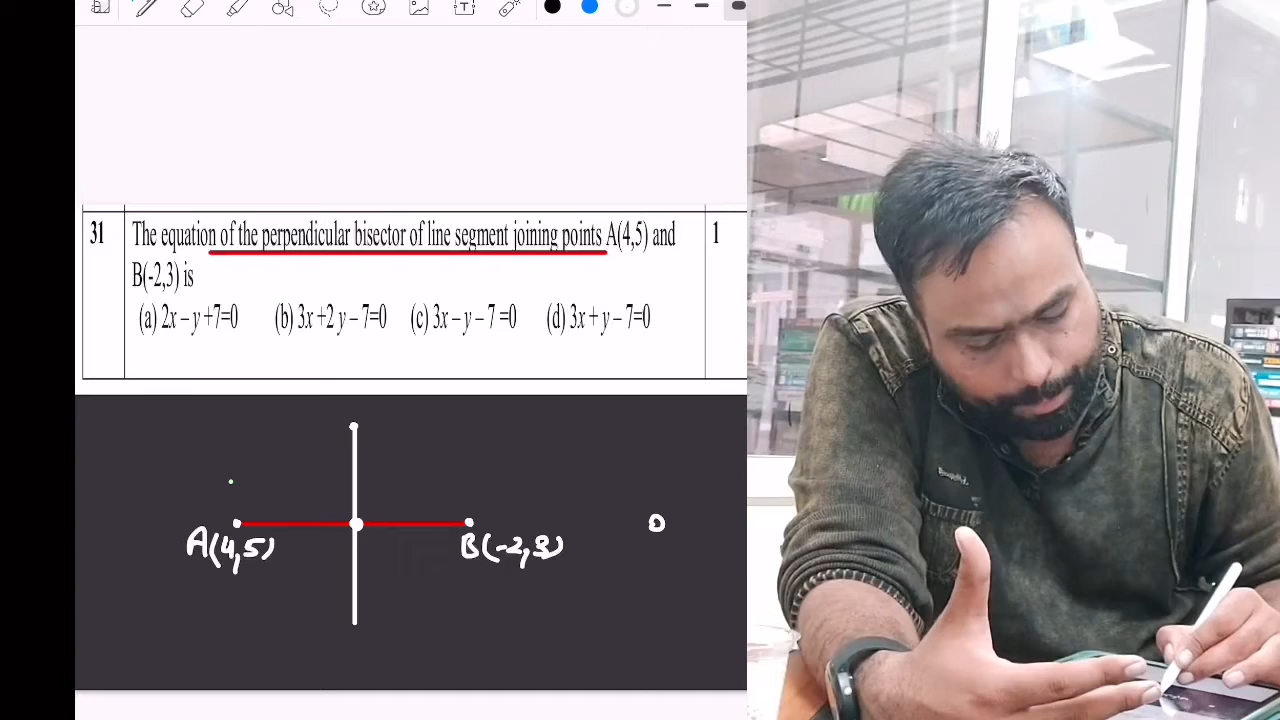 31 The equation of the perpendicular bisector of line segment joining points A(4,5) and 1
B(-2,3) is
(a) 2x – y +7=0 (b) 3x +2 y – 7=0 (c) 3x – y – 7 =0 (d) 3x + y – 7=0
A(4,5) B(-2,3)